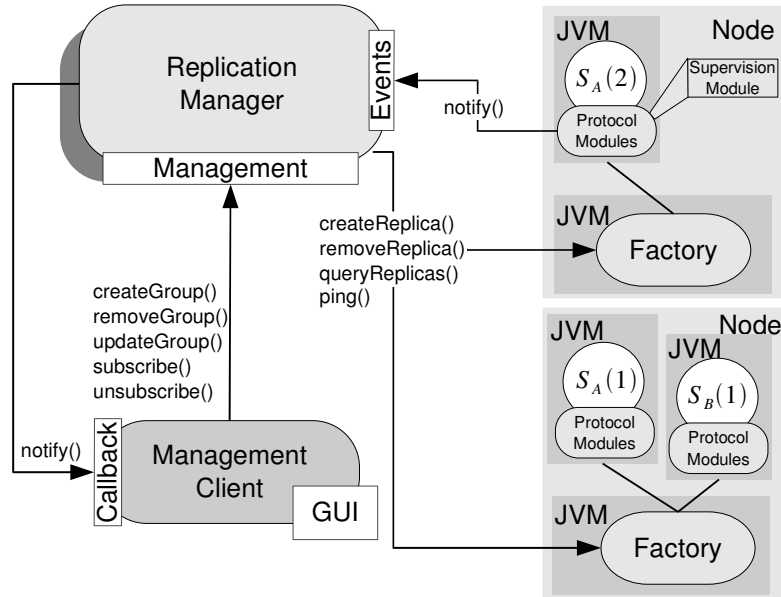 Replication
Manager
Events
Management
notify()
createGroup()
removeGroup()
updateGroup()
subscribe()
unsubscribe()
notify()
Callback
Management
Client
GUI
createReplica()
removeReplica()
queryReplicas()
ping()
Node
JVM
S_A(2)
Supervision
Module
Protocol
Modules
JVM
Factory
Node
JVM
S_A(1)
Protocol
Modules
JVM
S_B(1)
Protocol
Modules
JVM
Factory